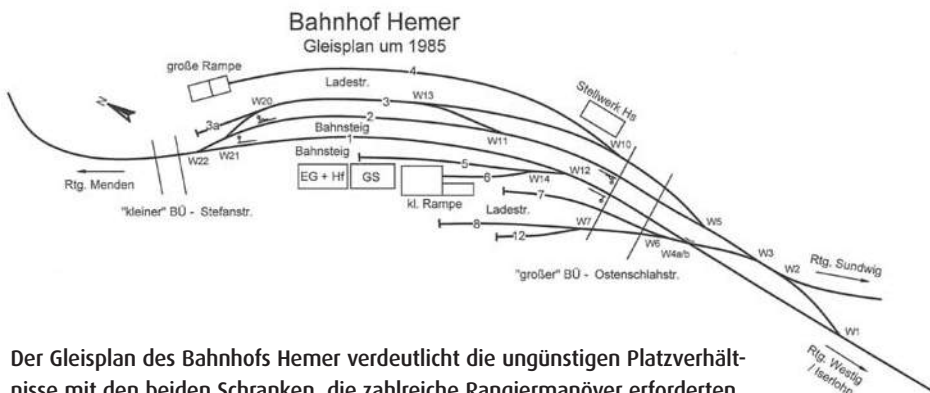 Bahnhof Hemer
Gleisplan um 1985
große Rampe
4
Ladestr.
Stellwerk Hs
N
W20
3
W13
3a
2
Bahnsteig
W11
1
W10
W22
W21
Bahnsteig
5
W12
EG + Hf
GS
6
W14
Rtg. Menden
kl. Rampe
7
"kleiner" BÜ - Stefanstr.
Ladestr.
8
W7
W5
12
W6
W4a/b
W3
"großer" BÜ - Ostenschlahstr.
W2
Rtg. Sundwig
W1
Rtg. Westig
/ Iserlohn
Der Gleisplan des Bahnhofs Hemer verdeutlicht die ungünstigen Platzverhält-
nisse mit den beiden Schranken, die zahlreiche Rangiermanöver erforderten.